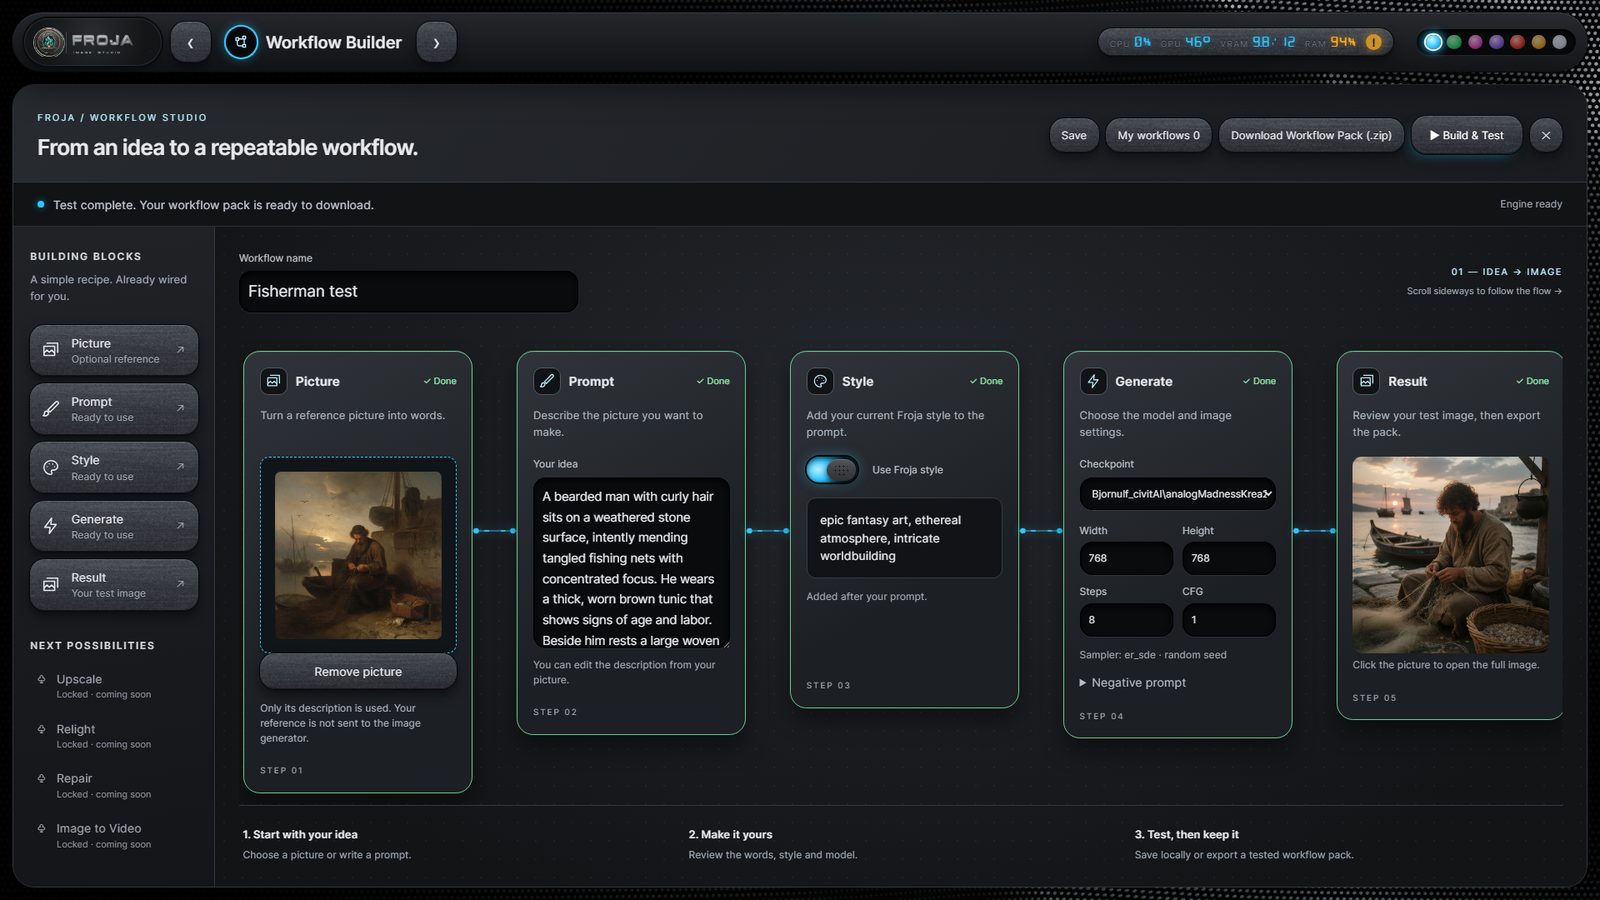 FROJA
IMAGE STUDIO
Workflow Builder
CPU 0% GPU 46° VRAM 9.8 / 12 RAM 94%
FROJA / WORKFLOW STUDIO
From an idea to a repeatable workflow.
Save
My workflows 0
Download Workflow Pack (.zip)
▶ Build & Test
Test complete. Your workflow pack is ready to download.
Engine ready
BUILDING BLOCKS
A simple recipe. Already wired
for you.
Picture
Optional reference
Prompt
Ready to use
Style
Ready to use
Generate
Ready to use
Result
Your test image
NEXT POSSIBILITIES
Upscale
Locked · coming soon
Relight
Locked · coming soon
Repair
Locked · coming soon
Image to Video
Locked · coming soon
Workflow name
Fisherman test
01 — IDEA → IMAGE
Scroll sideways to follow the flow →
Picture
✓ Done
Turn a reference picture into words.
Remove picture
Only its description is used. Your
reference is not sent to the image
generator.
STEP 01
Prompt
✓ Done
Describe the picture you want to
make.
Your idea
A bearded man with curly hair
sits on a weathered stone
surface, intently mending
tangled fishing nets with
concentrated focus. He wears
a thick, worn brown tunic that
shows signs of age and labor.
Beside him rests a large woven
You can edit the description from your
picture.
STEP 02
Style
✓ Done
Add your current Froja style to the
prompt.
Use Froja style
epic fantasy art, ethereal
atmosphere, intricate
worldbuilding
Added after your prompt.
STEP 03
Generate
✓ Done
Choose the model and image
settings.
Checkpoint
Bjornulf_civitAI\analogMadnessKrea2
Width
Height
768
768
Steps
CFG
8
1
Sampler: er_sde · random seed
▶ Negative prompt
STEP 04
Result
✓ Done
Review your test image, then export
the pack.
Click the picture to open the full image.
STEP 05
1. Start with your idea
Choose a picture or write a prompt.
2. Make it yours
Review the words, style and model.
3. Test, then keep it
Save locally or export a tested workflow pack.